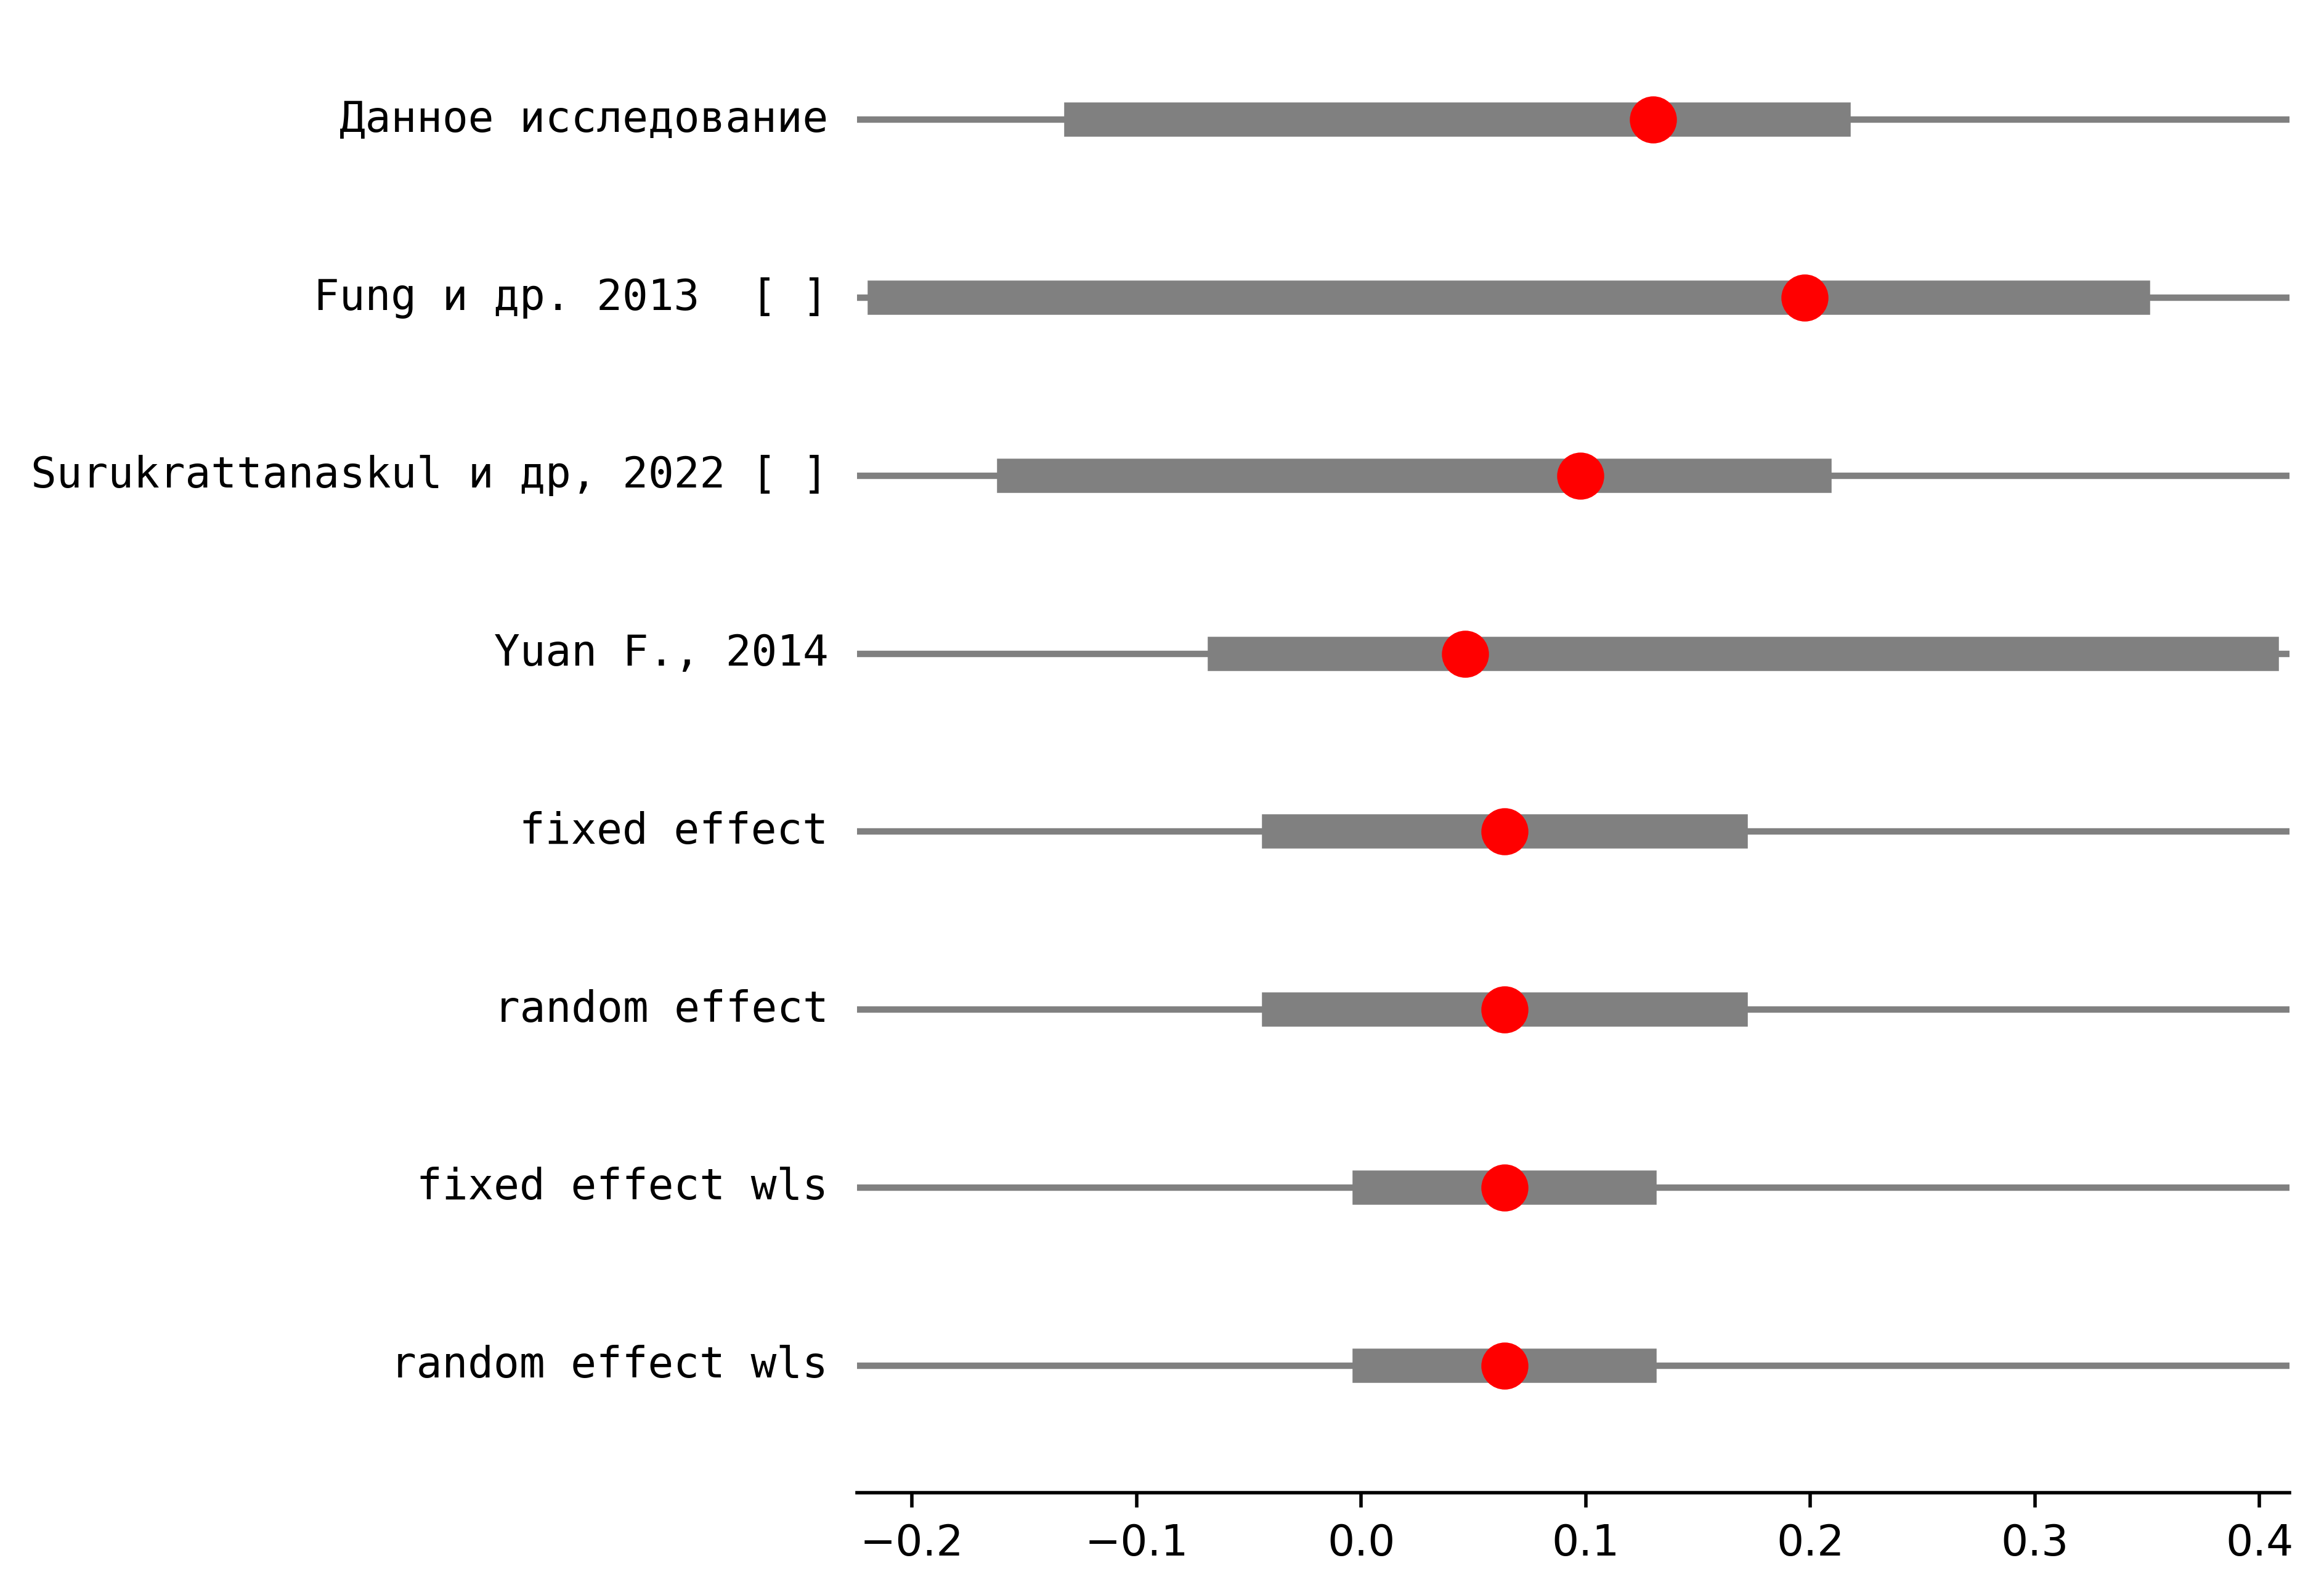 Данное исследование
Fung и др. 2013  [ ]
Surukrattanaskul и др, 2022 [ ]
Yuan F., 2014
fixed effect
random effect
fixed effect wls
random effect wls
−0.2 −0.1 0.0 0.1 0.2 0.3 0.4